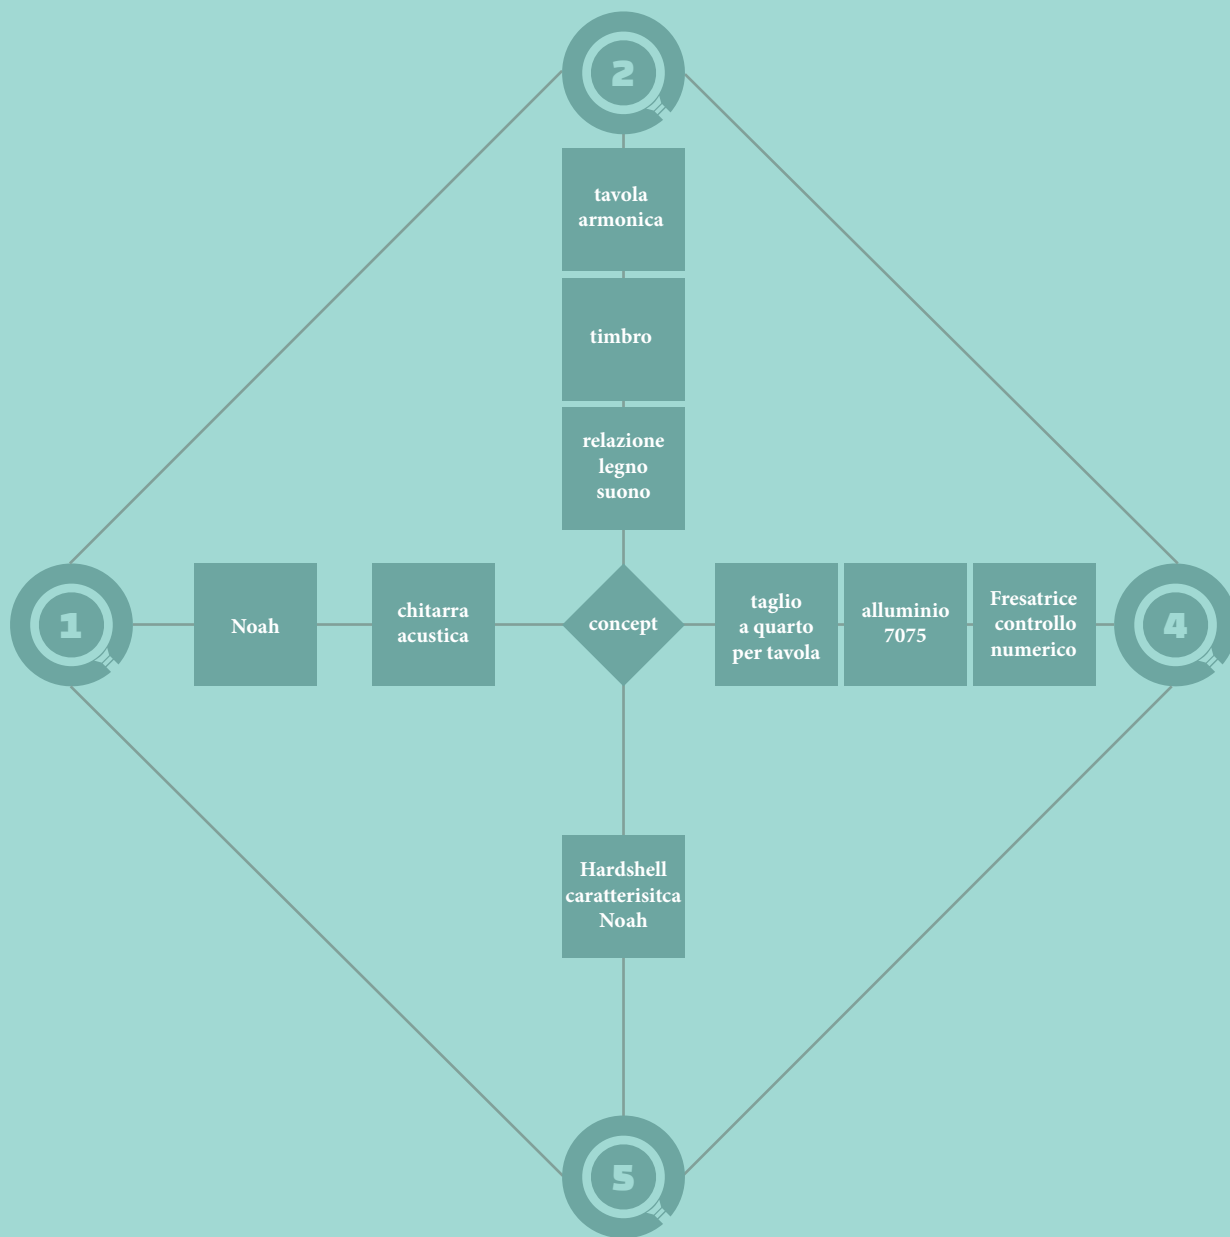 2
tavola
armonica
timbro
relazione
legno
suono
1
Noah
chitarra
acustica
concept
taglio
a quarto
per tavola
alluminio
7075
Fresatrice
controllo
numerico
4
Hardshell
caratterisitca
Noah
5